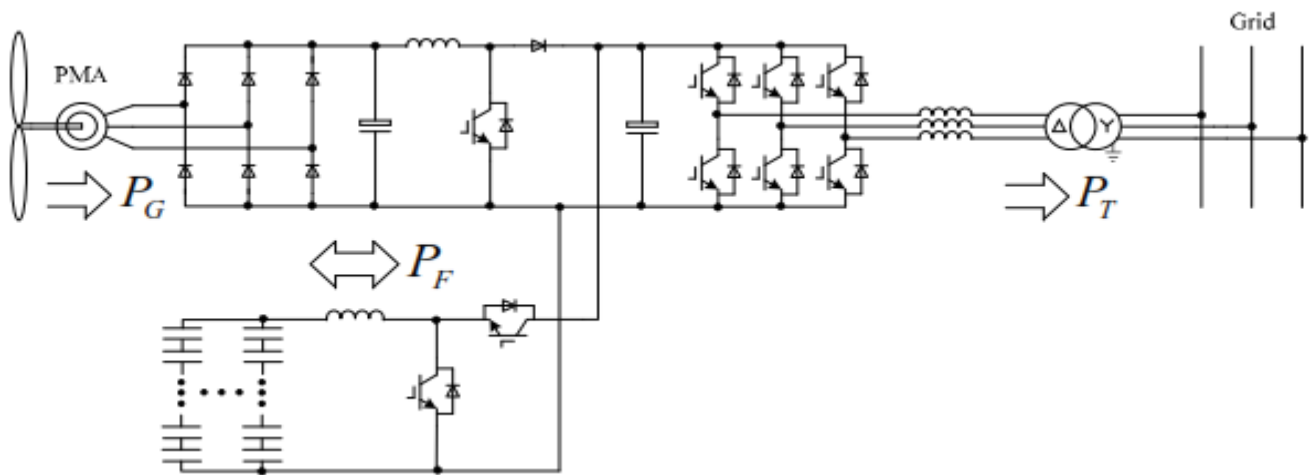 Grid
PMA
Δ Y
P_G
P_T
P_F